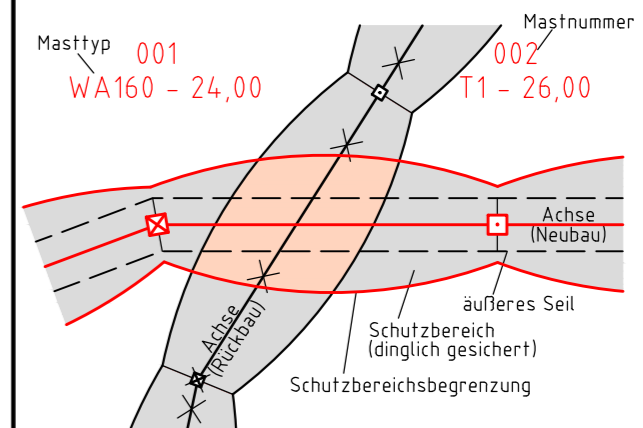 Mastnummer
Masttyp
001
002
WA160 - 24,00
T1 - 26,00
Achse
(Neubau)
äußeres Seil
Achse
(Rückbau)
Schutzbereich
(dinglich gesichert)
Schutzbereichsbegrenzung